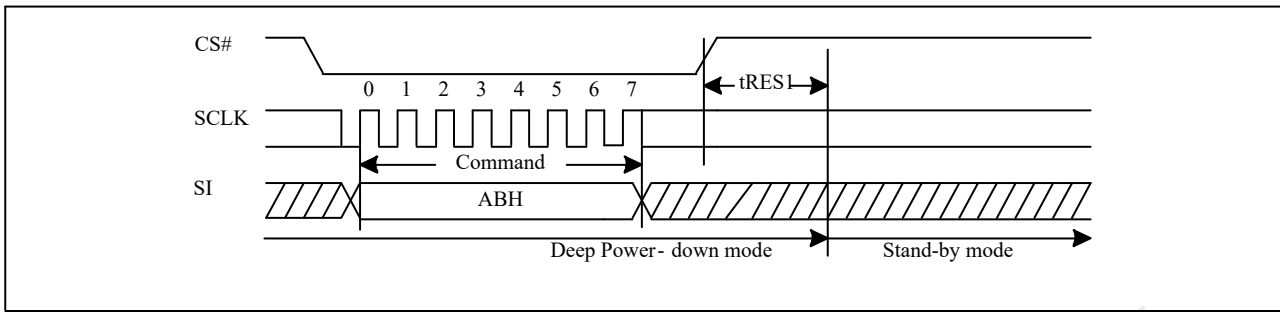 CS#
tRES1
0 1 2 3 4 5 6 7
SCLK
Command
SI
ABH
Deep Power- down mode
Stand-by mode